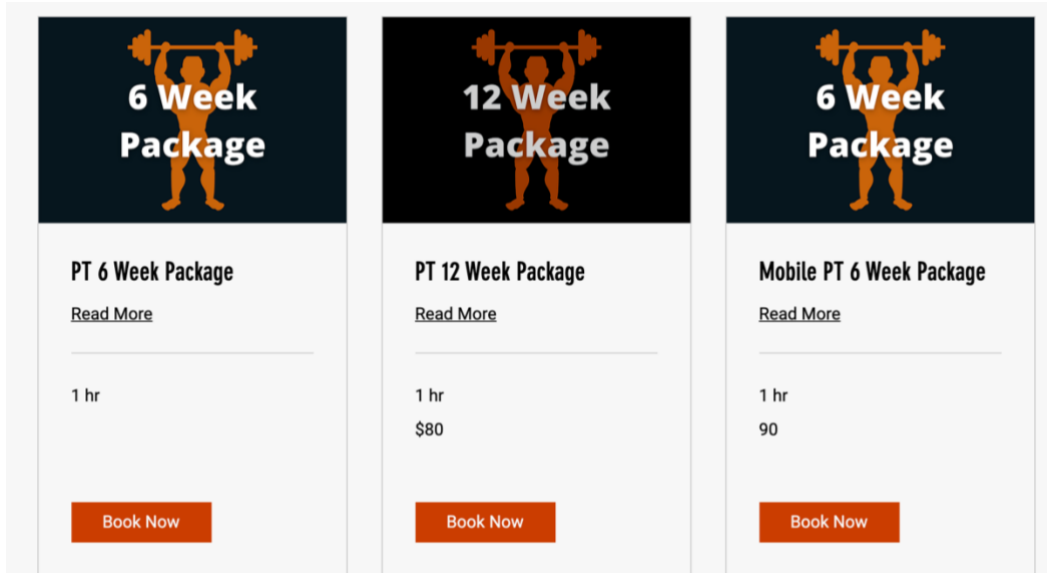 6 Week
Package
PT 6 Week Package
Read More
1 hr
Book Now
12 Week
Package
PT 12 Week Package
Read More
1 hr
$80
Book Now
6 Week
Package
Mobile PT 6 Week Package
Read More
1 hr
90
Book Now